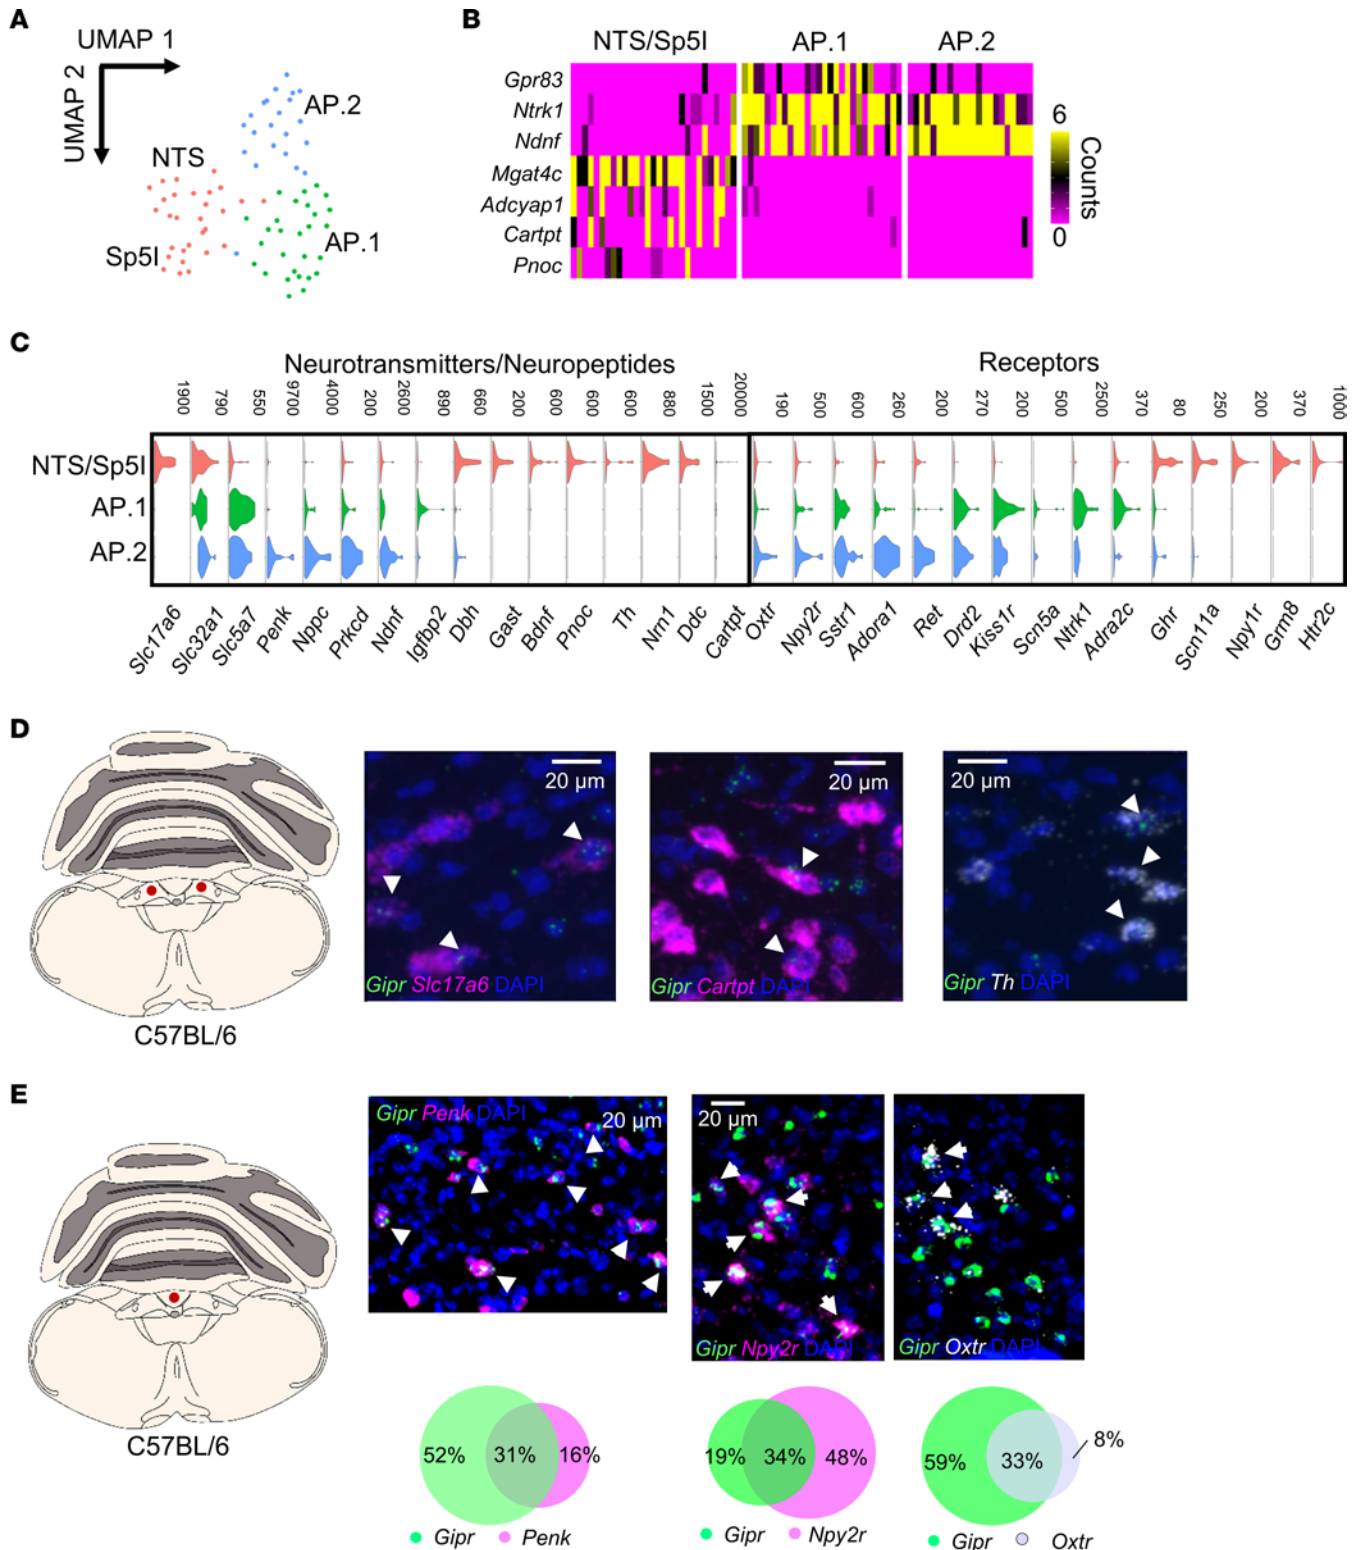 A
UMAP 1
UMAP 2
AP.2
NTS
Sp5I
AP.1
B
NTS/Sp5I AP.1 AP.2
Gpr83
Ntrk1
Ndnf
Mgat4c
Adcyap1
Cartpt
Pnoc
6
Counts
0
C
Neurotransmitters/Neuropeptides Receptors
1900 790 550 9700 4000 200 2600 890 660 200 600 600 600 880 1500 20000 190 500 600 260 200 270 200 500 2500 370 80 250 200 370 1000
NTS/Sp5I
AP.1
AP.2
Slc17a6 Slc32a1 Slc5a7 Penk Nppc Prkcd Ndnf Igfbp2 Dbh Gast Bdnf Pnoc Th Nrn1 Ddc Cartpt Oxtr Npy2r Sstr1 Adora1 Ret Drd2 Kiss1r Scn5a Ntrk1 Adra2c Ghr Scn11a Npy1r Grm8 Htr2c
D
20 µm 20 µm 20 µm
Gipr Slc17a6 DAPI Gipr Cartpt DAPI Gipr Th DAPI
C57BL/6
E
Gipr Penk DAPI 20 µm 20 µm
Gipr Npy2r DAPI Gipr Oxtr DAPI
C57BL/6
52% 31% 16% 19% 34% 48% 59% 33% 8%
Gipr Penk Gipr Npy2r Gipr Oxtr